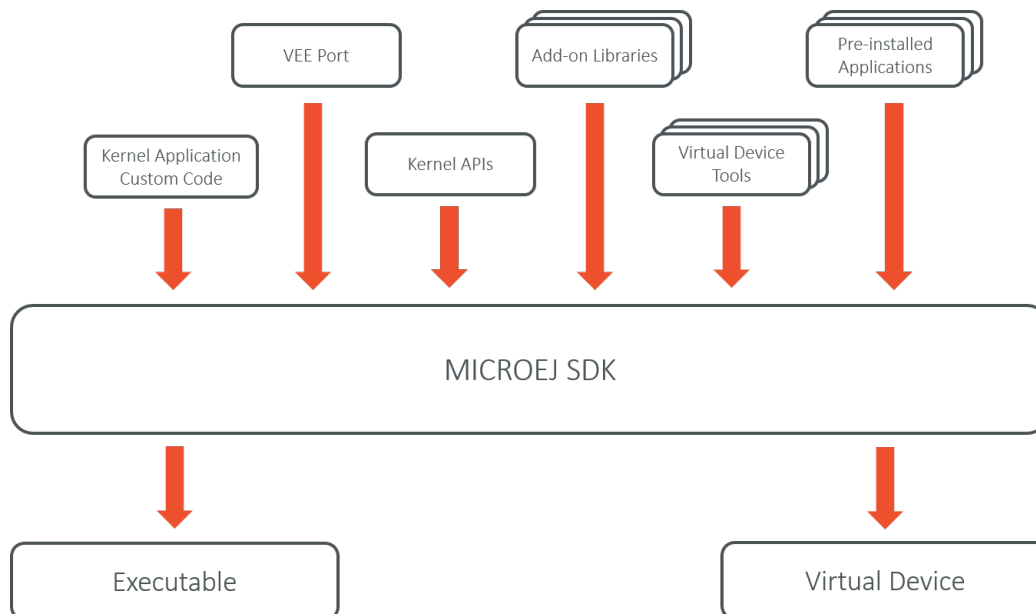 VEE Port
Add-on Libraries
Pre-installed
Applications
Kernel Application
Custom Code
Kernel APIs
Virtual Device
Tools
MICROEJ SDK
Executable
Virtual Device